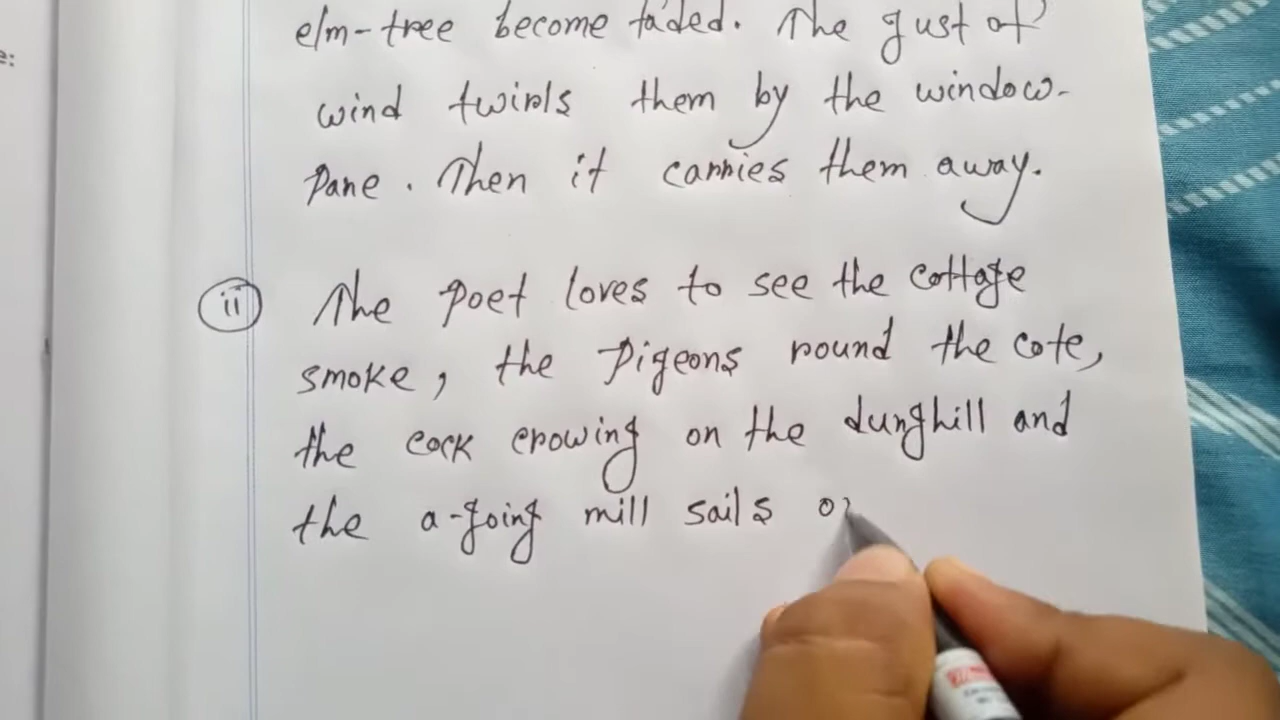 e:
elm-tree become faded. The gust of
wind twirls them by the window-
pane. Then it carries them away.
ii The poet loves to see the cottage
smoke, the pigeons round the cote,
the cock crowing on the dunghill and
the a-going mill sails